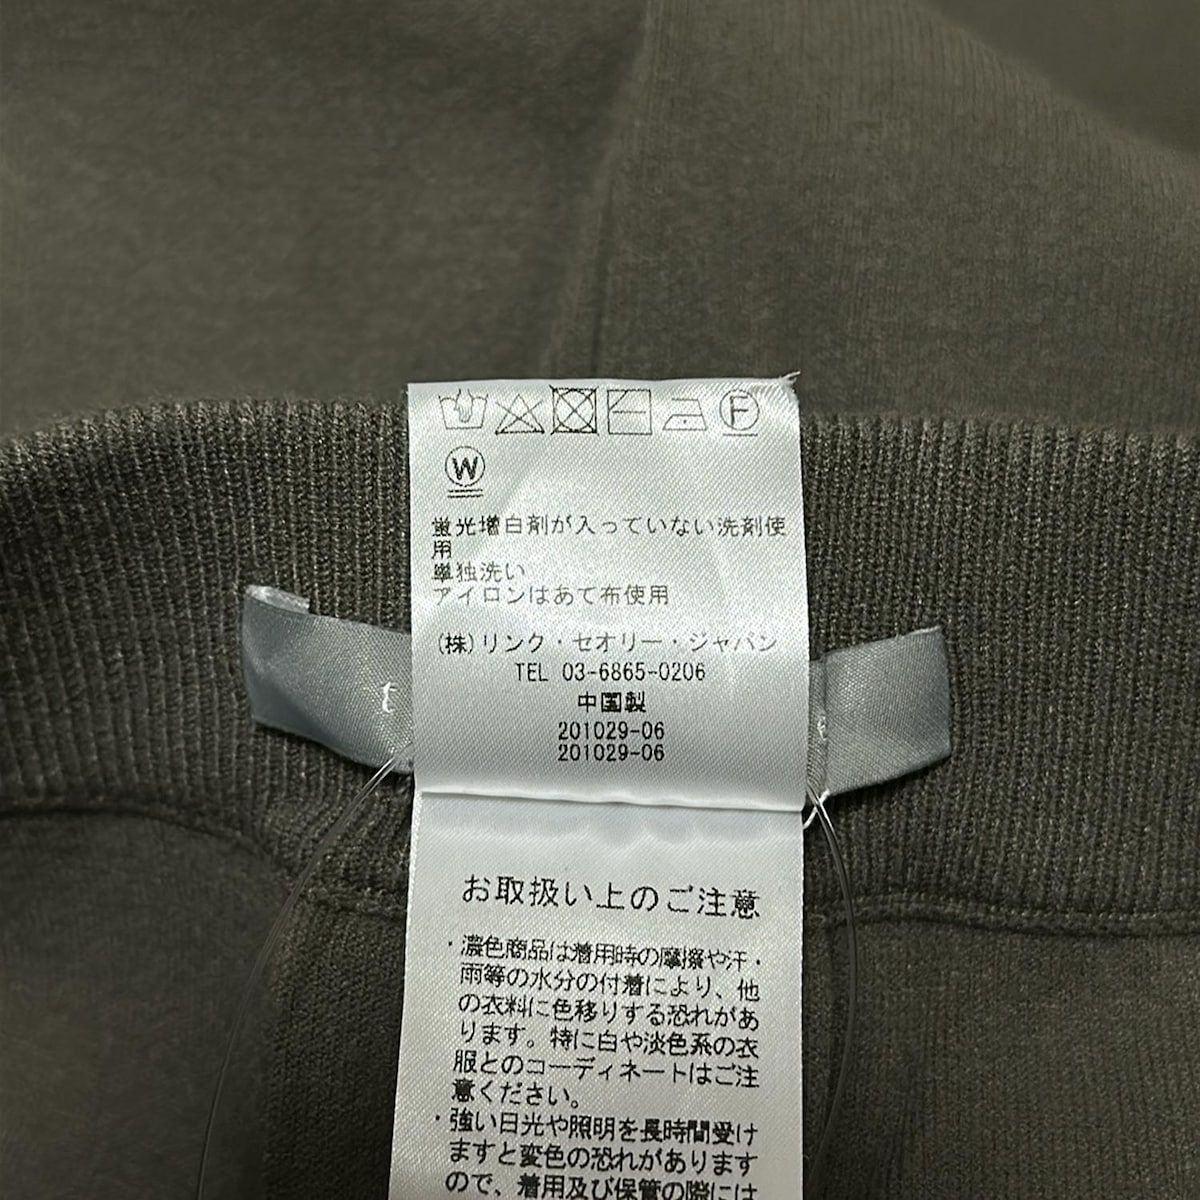 F
W
蛍光増白剤が入っていない洗剤使
用
単独洗い
アイロンはあて布使用
(株)リンク・セオリー・ジャパン
TEL 03-6865-0206
中国製
201029-06
201029-06
t
お取扱い上のご注意
・濃色商品は着用時の摩擦や汗・
雨等の水分の付着により、他
の衣料に色移りする恐れがあ
ります。特に白や淡色系の衣
服とのコーディネートはご注
意ください。
・強い日光や照明を長時間受け
ますと変色の恐れがあります
ので、着用及び保管の際には